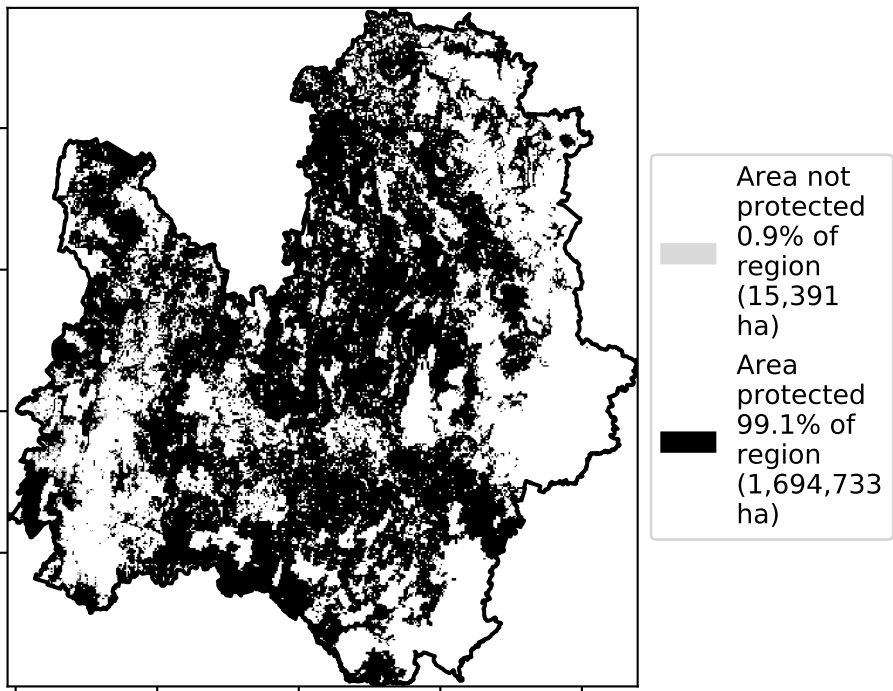 Area not
protected
0.9% of
region
(15,391
ha)
Area
protected
99.1% of
region
(1,694,733
ha)